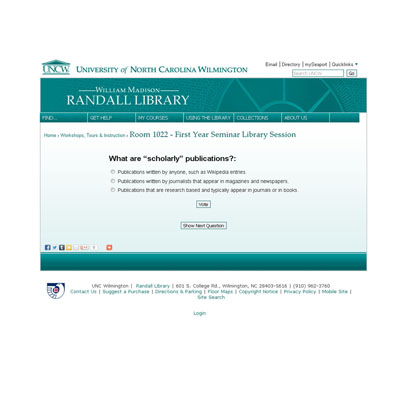 UNCW UNIVERSITY of NORTH CAROLINA WILMINGTON
Email | Directory | mySeaport | Quicklinks
Search UNCW Go
WILLIAM MADISON
RANDALL LIBRARY
FIND... GET HELP MY COURSES USING THE LIBRARY COLLECTIONS ABOUT US
Home › Workshops, Tours & Instruction › Room 1022 - First Year Seminar Library Session
What are “scholarly” publications?:
Publications written by anyone, such as Wikipedia entries.
Publications written by journalists that appear in magazines and newspapers.
Publications that are research based and typically appear in journals or in books.
Vote
Show Next Question
UNC Wilmington | Randall Library | 601 S. College Rd., Wilmington, NC 28403-5616 | (910) 962-3760
Contact Us | Suggest a Purchase | Directions & Parking | Floor Maps | Copyright Notice | Privacy Policy | Mobile Site |
Site Search
Login